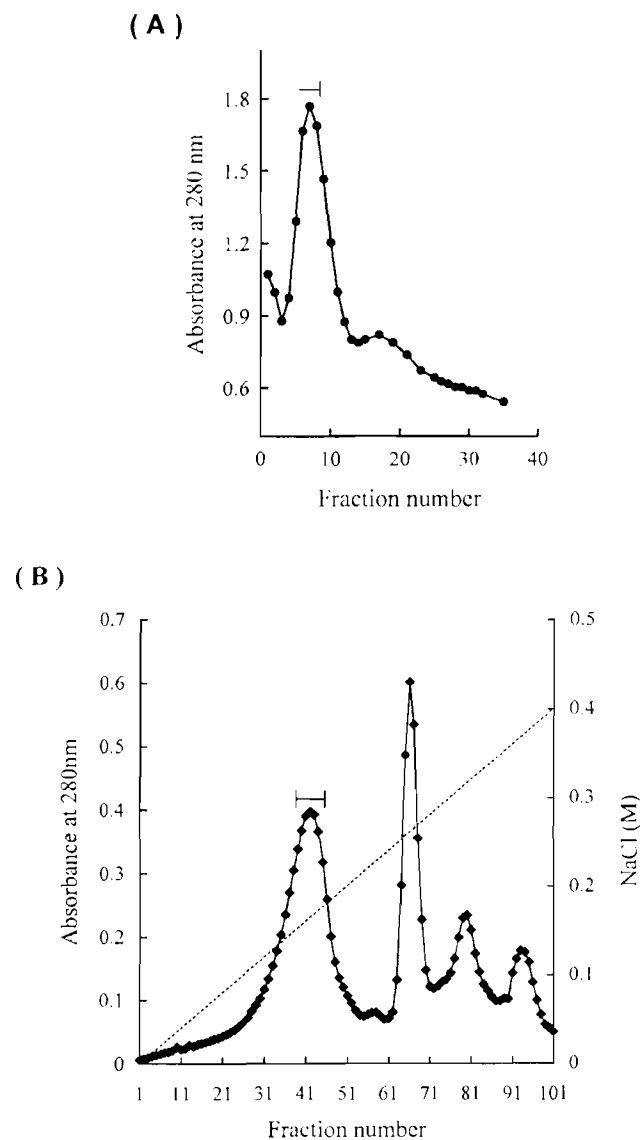 ( A )
Absorbance at 280 nm
1.8
1.5
1.2
0.9
0.6
0 10 20 30 40
Fraction number
( B )
Absorbance at 280nm
0.7
0.6
0.5
0.4
0.3
0.2
0.1
0
0.5
0.4
0.3
0.2
0.1
0
NaCl (M)
1 11 21 31 41 51 61 71 81 91 101
Fraction number